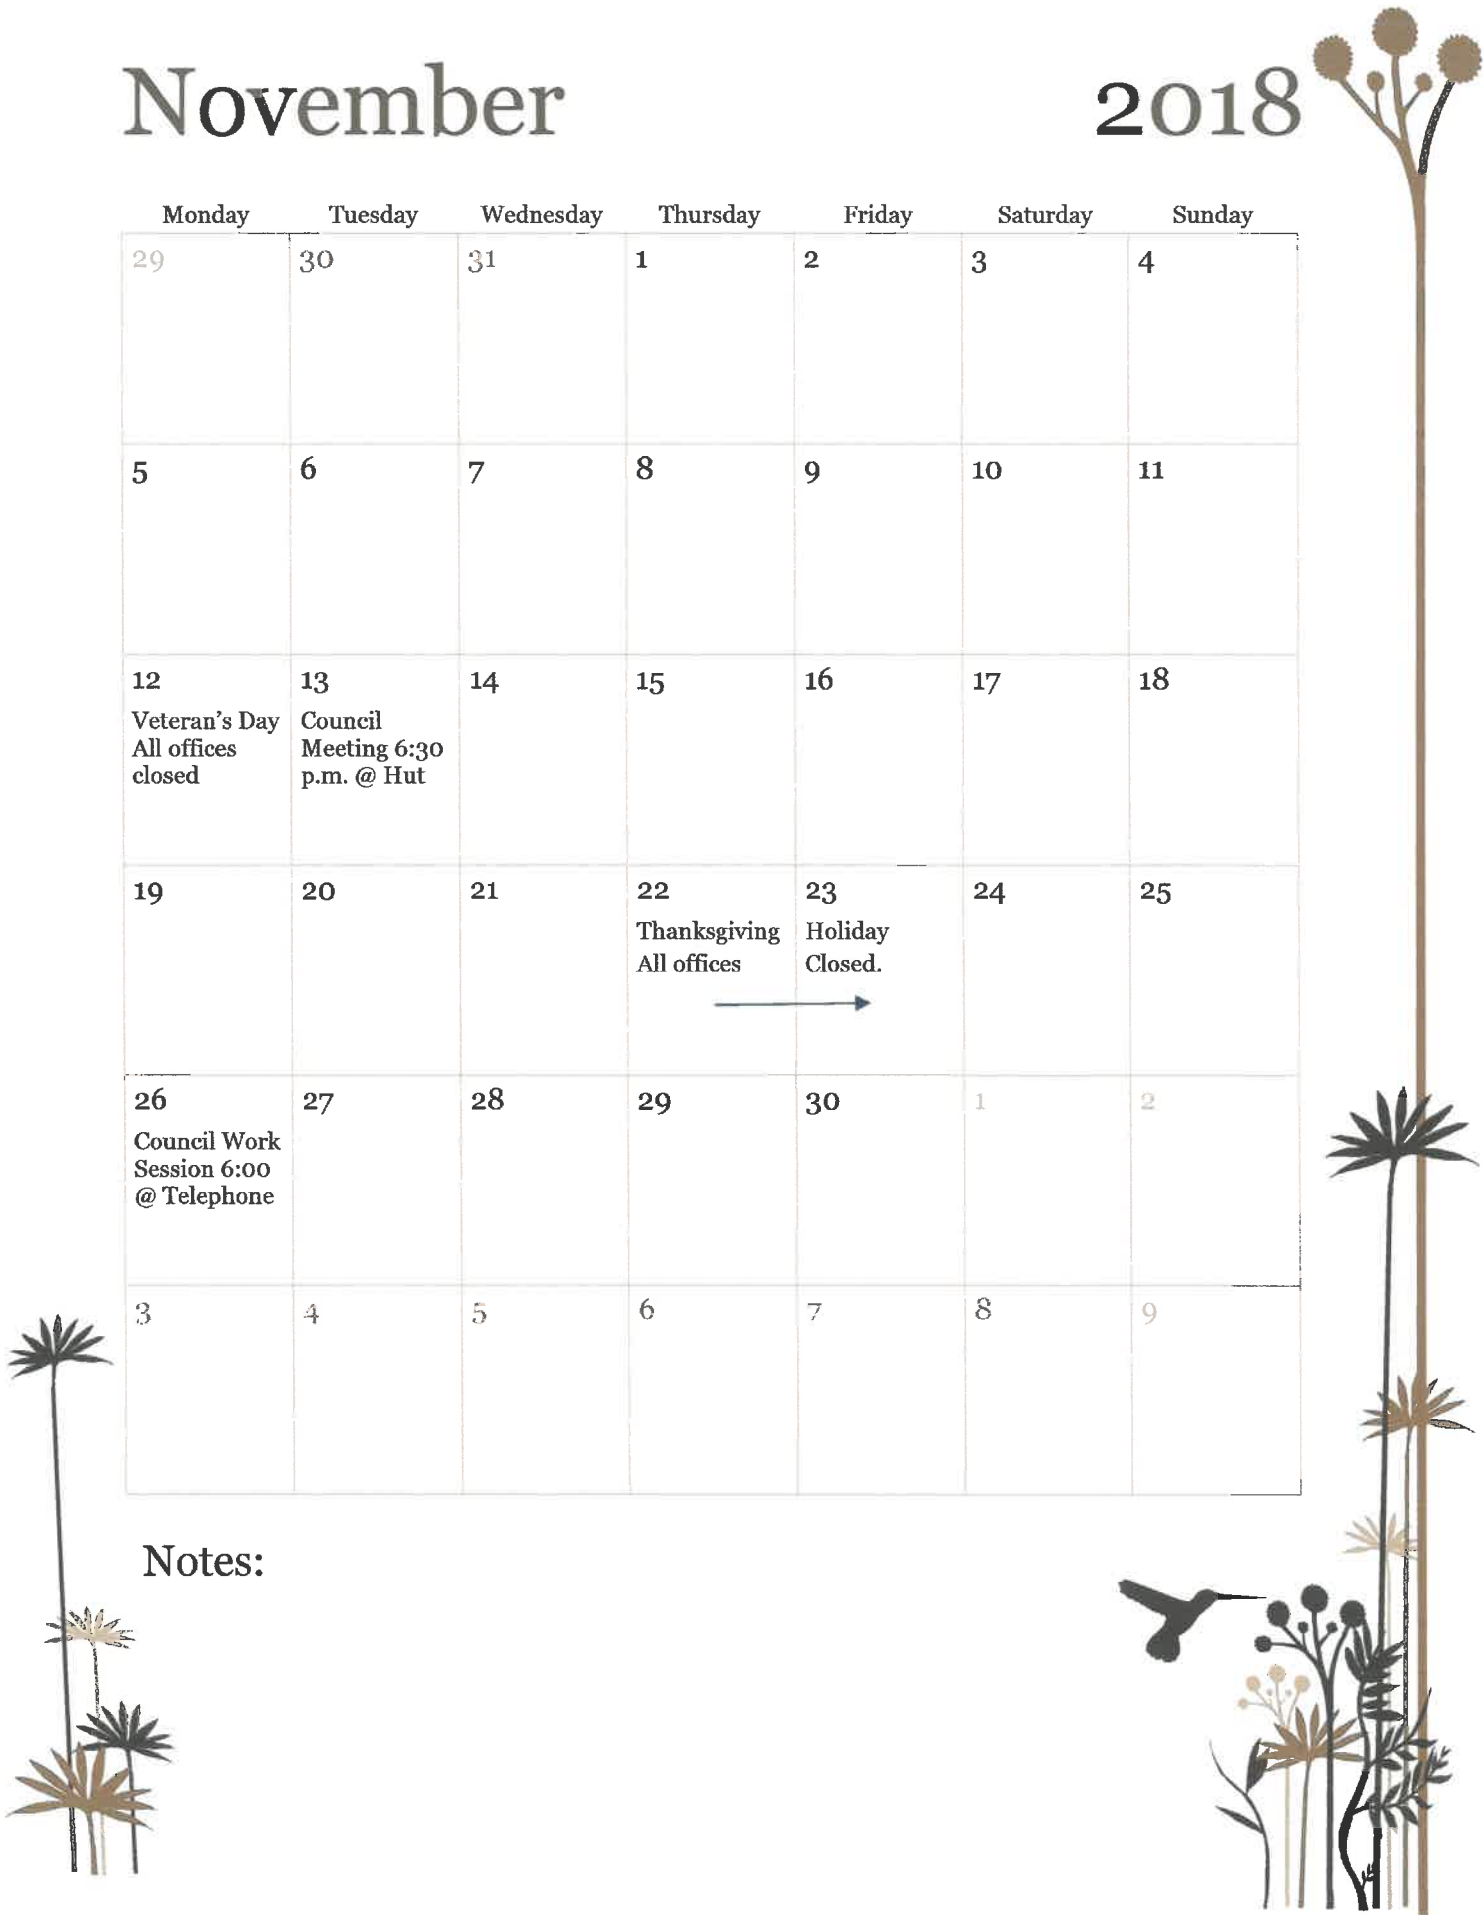 November 2018
Monday Tuesday Wednesday Thursday Friday Saturday Sunday
29 30 31 1 2 3 4
5 6 7 8 9 10 11
12 13 14 15 16 17 18
Veteran's Day
All offices
closed
Council
Meeting 6:30
p.m. @ Hut
19 20 21 22 23 24 25
Thanksgiving
All offices
Holiday
Closed.
26 27 28 29 30 1 2
Council Work
Session 6:00
@ Telephone
3 4 5 6 7 8 9
Notes: